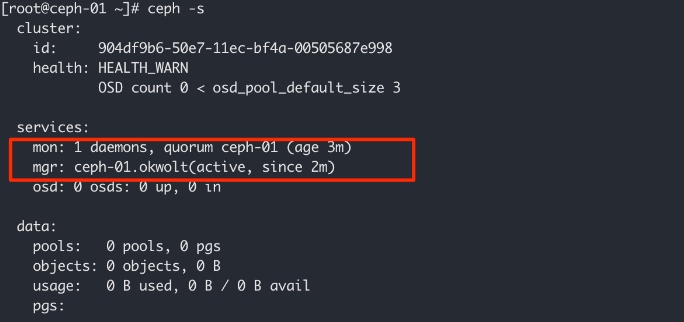 [root@ceph-01 ~]# ceph -s
  cluster:
    id:     904df9b6-50e7-11ec-bf4a-00505687e998
    health: HEALTH_WARN
            OSD count 0 < osd_pool_default_size 3

  services:
    mon: 1 daemons, quorum ceph-01 (age 3m)
    mgr: ceph-01.okwolt(active, since 2m)
    osd: 0 osds: 0 up, 0 in

  data:
    pools:   0 pools, 0 pgs
    objects: 0 objects, 0 B
    usage:   0 B used, 0 B / 0 B avail
    pgs: